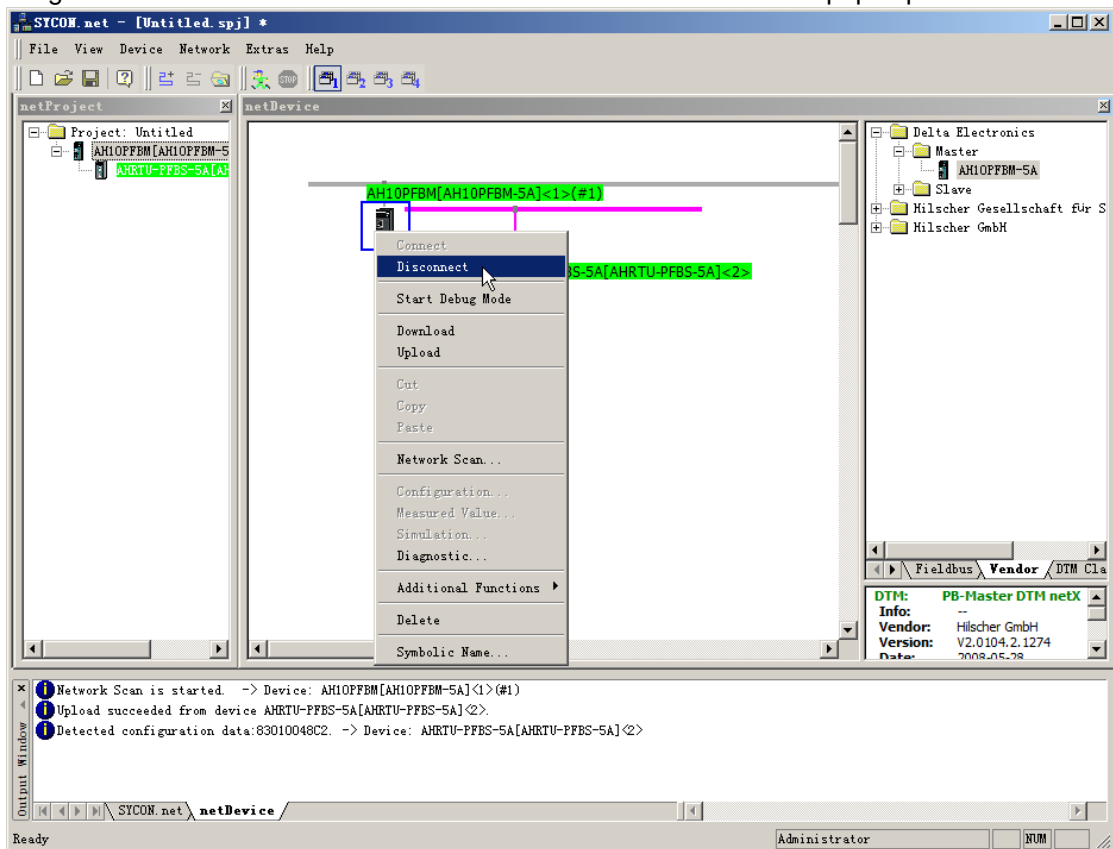 SYCON.net - [Untitled.spj] *
File View Device Network Extras Help
netProject
netDevice
Project: Untitled
AH10PFBM[AH10PFBM-5
AHRTU-PFBS-5A[AH
AH10PFBM[AH10PFBM-5A]<1>(#1)
BS-5A[AHRTU-PFBS-5A]<2>
Connect
Disconnect
Start Debug Mode
Download
Upload
Cut
Copy
Paste
Network Scan...
Configuration...
Measured Value...
Simulation...
Diagnostic...
Additional Functions
Delete
Symbolic Name...
Delta Electronics
Master
AH10PFBM-5A
Slave
Hilscher Gesellschaft für S
Hilscher GmbH
Fieldbus Vendor DTM Cla
DTM: PB-Master DTM netX
Info: --
Vendor: Hilscher GmbH
Version: V2.0104.2.1274
Date: 2008-05-28
Network Scan is started. -> Device: AH10PFBM[AH10PFBM-5A]<1>(#1)
Upload succeeded from device AHRTU-PFBS-5A[AHRTU-PFBS-5A]<2>.
Detected configuration data:83010048C2. -> Device: AHRTU-PFBS-5A[AHRTU-PFBS-5A]<2>
Output Window
SYCON.net netDevice
Ready
Administrator
NUM